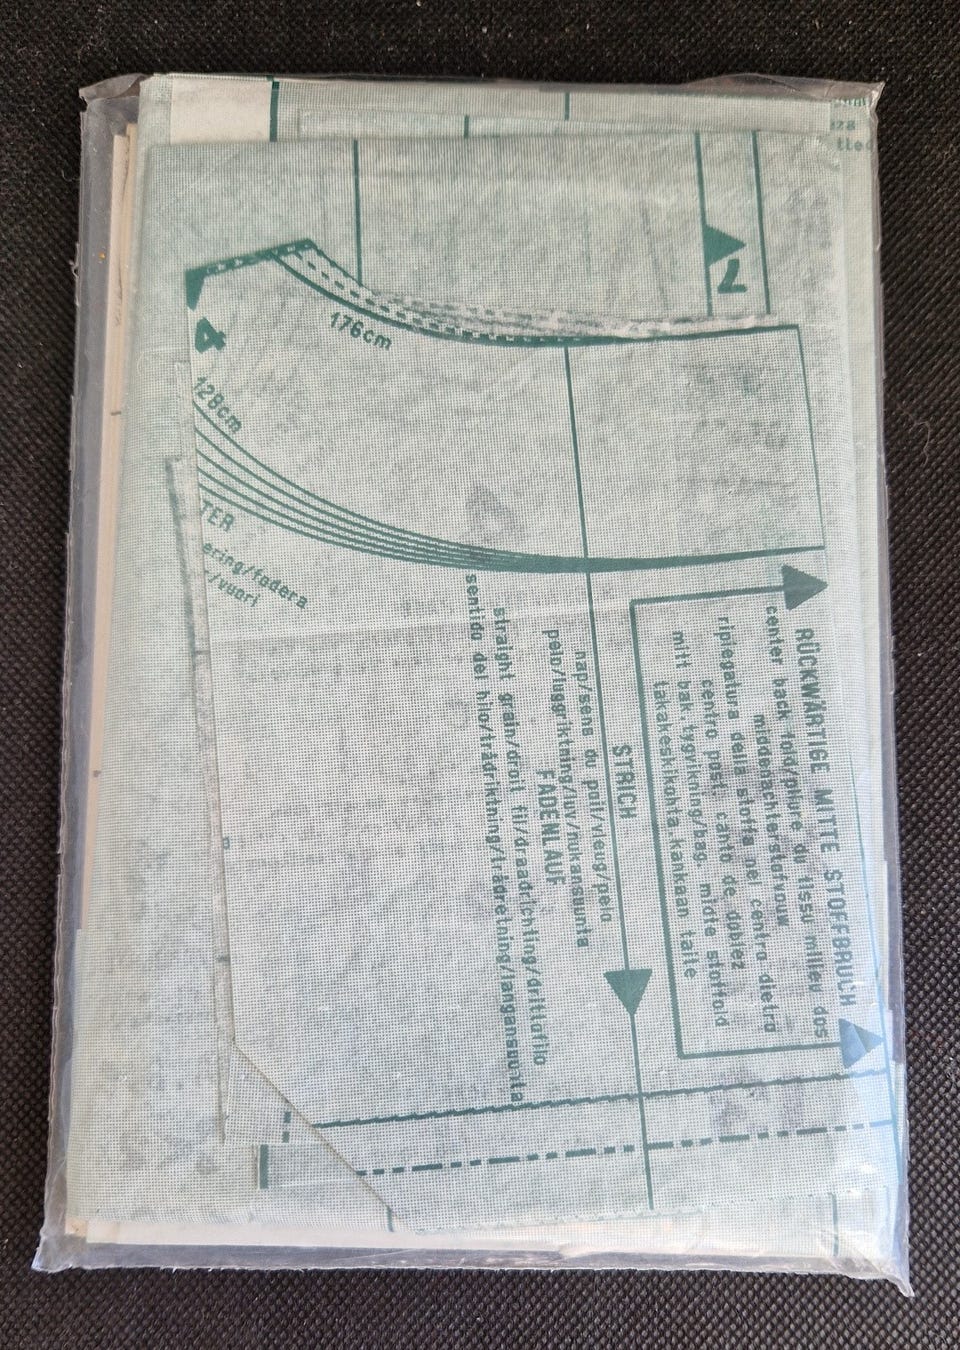 7
4
176cm
128cm
TER
ering/fodera
/vuori
RÜCKWÄRTIGE MITTE STOFFBRUCH
center back fold/pliure du tissu milieu dos
middenachterstofvouw
ripiegatura della stoffa nel centro dietro
centro post. canto de doblez
mitt bak.tygvikning/bag. midte stoffold
takakeskikohta kankaan taite
STRICH
nap/sens du poil/vleug/pelo
pelo/luggriktning/luv/nukansuunta
FADENLAUF
straight grain/droit fil/draadrichting/drittofilo
sentido del hilo/trådriktning/trådretning/langansuunta